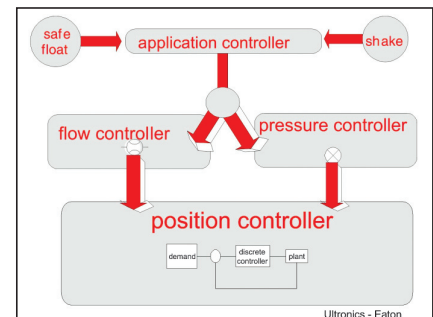 safe
float
application controller
shake
flow controller
pressure controller
position controller
demand
discrete
controller
plant
Ultronics - Eaton